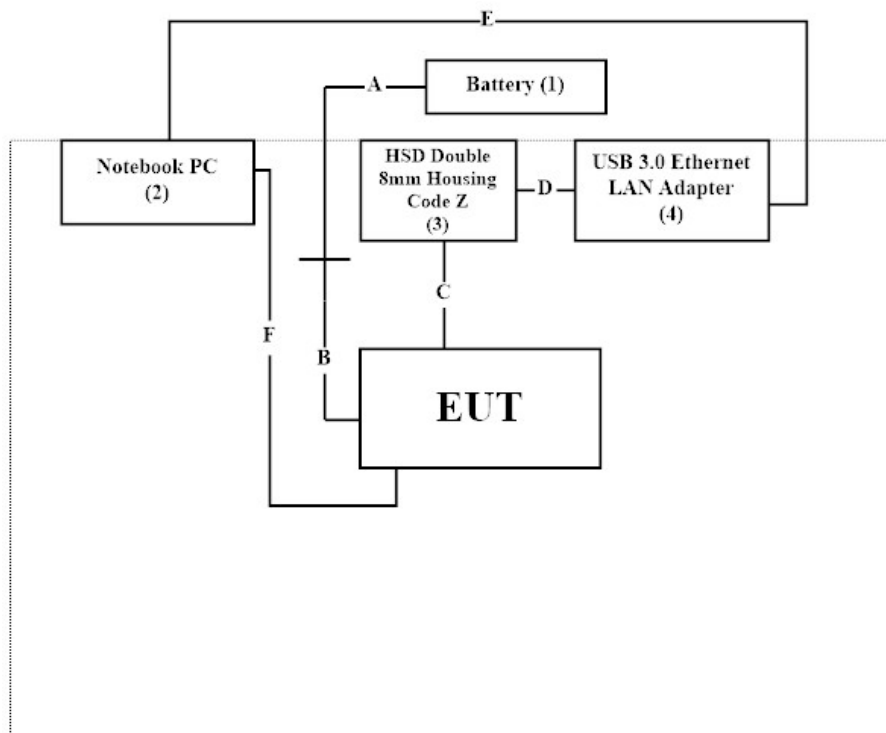 E
A
Battery (1)
Notebook PC
(2)
HSD Double
8mm Housing
Code Z
(3)
D
USB 3.0 Ethernet
LAN Adapter
(4)
C
F
B
EUT